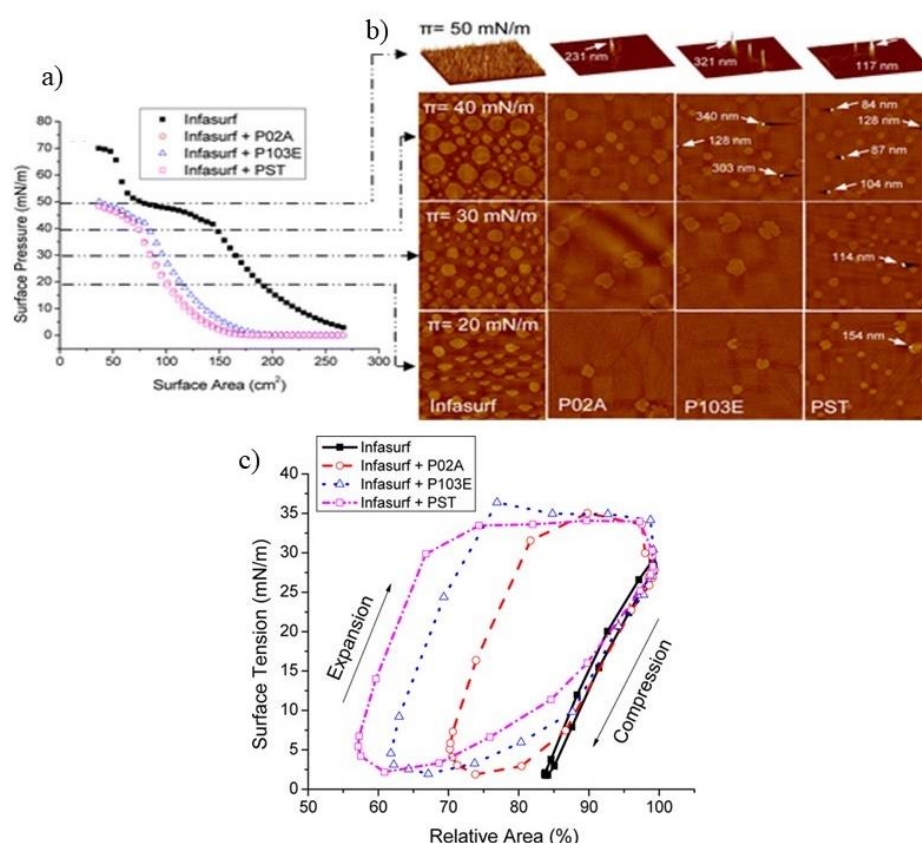 a)
Infasurf
Infasurf + P02A
Infasurf + P103E
Infasurf + PST
Surface Pressure (mN/m)
80
70
60
50
40
30
20
10
0
0 50 100 150 200 250 300
Surface Area (cm²)
b)
π= 50 mN/m
231 nm
321 nm
117 nm
π= 40 mN/m
340 nm
128 nm
303 nm
84 nm
128 nm
87 nm
104 nm
π= 30 mN/m
114 nm
π= 20 mN/m
154 nm
Infasurf P02A P103E PST
c)
Infasurf
Infasurf + P02A
Infasurf + P103E
Infasurf + PST
Surface Tension (mN/m)
40
35
30
25
20
15
10
5
0
Expansion
Compression
50 60 70 80 90 100
Relative Area (%)